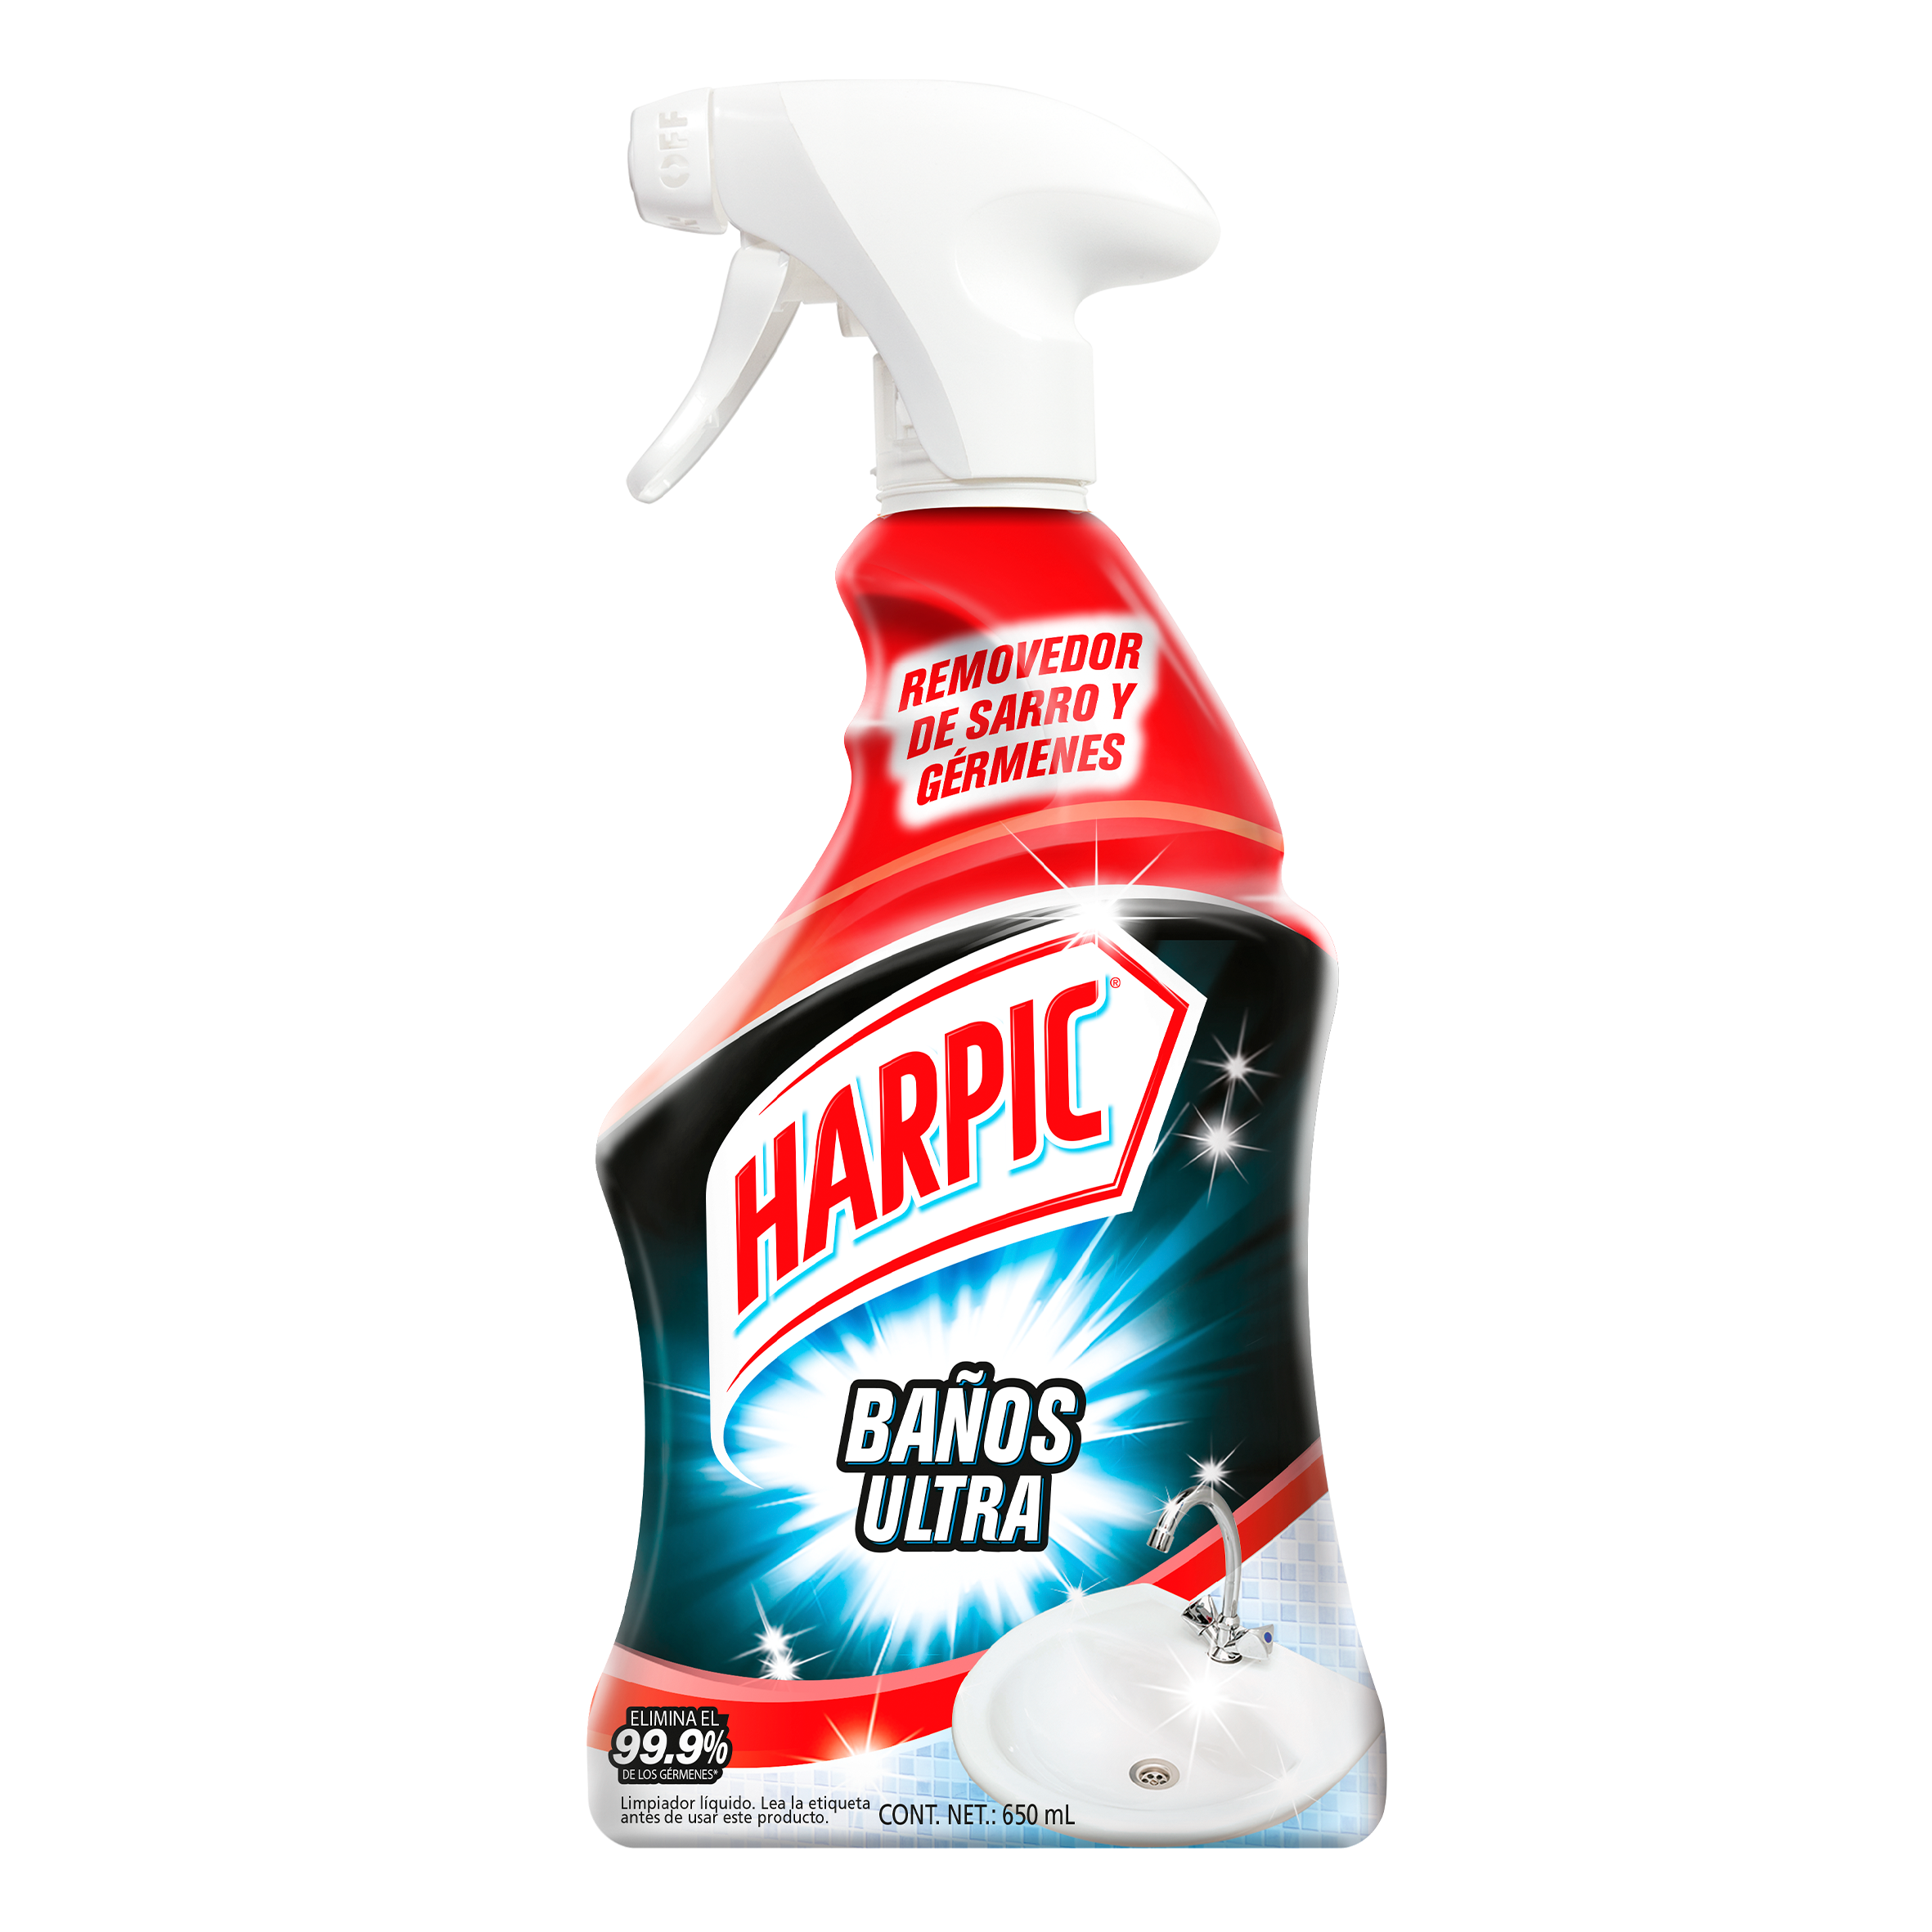 OFF
REMOVEDOR
DE SARRO Y
GÉRMENES
HARPIC®
BAÑOS
ULTRA
ELIMINA EL
99.9%
DE LOS GÉRMENES*
Limpiador líquido. Lea la etiqueta
antes de usar este producto.
CONT. NET.: 650 mL